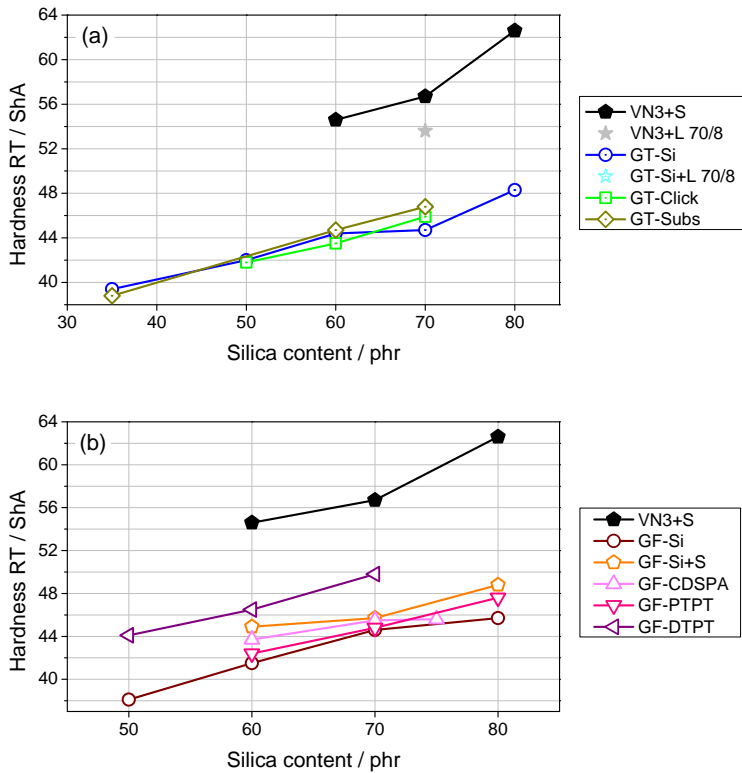 64
60
56
52
48
44
40
(a)
Hardness RT / ShA
30 40 50 60 70 80
Silica content / phr
VN3+S
VN3+L 70/8
GT-Si
GT-Si+L 70/8
GT-Click
GT-Subs
64
60
56
52
48
44
40
(b)
Hardness RT / ShA
50 60 70 80
Silica content / phr
VN3+S
GF-Si
GF-Si+S
GF-CDSPA
GF-PTPT
GF-DTPT